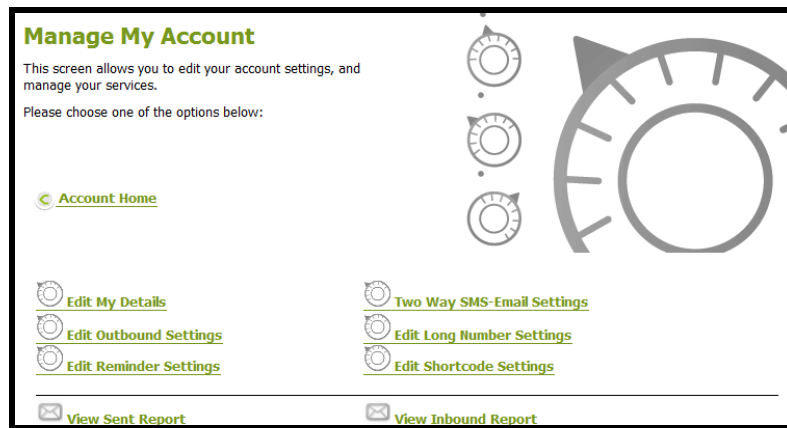 Manage My Account
This screen allows you to edit your account settings, and
manage your services.
Please choose one of the options below:
Account Home
Edit My Details
Two Way SMS-Email Settings
Edit Outbound Settings
Edit Long Number Settings
Edit Reminder Settings
Edit Shortcode Settings
View Sent Report
View Inbound Report